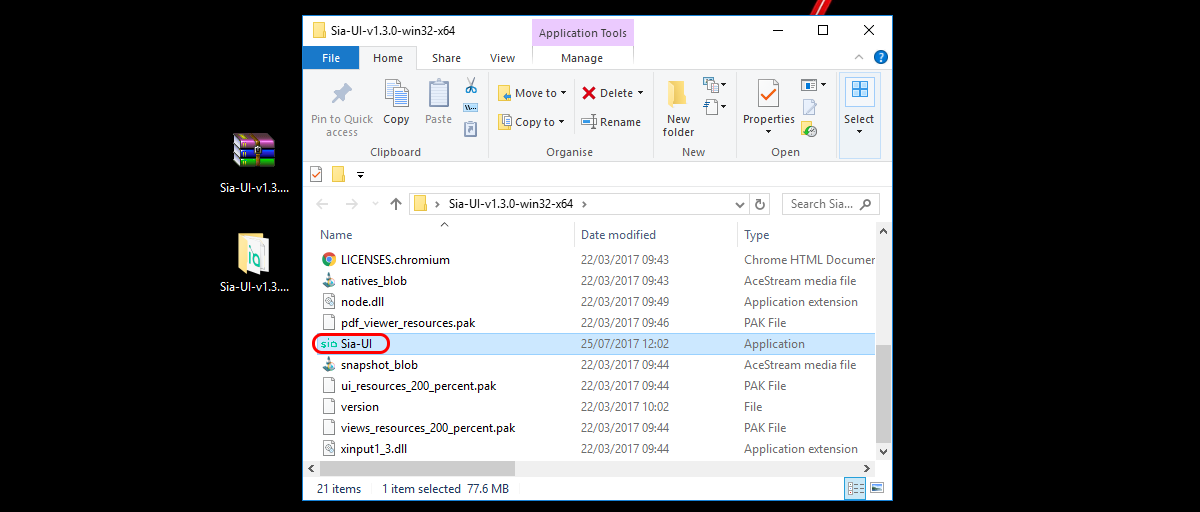 Sia-UI-v1.3.0-win32-x64
Application Tools
File Home Share View Manage
Pin to Quick access
Copy
Paste
Move to
Copy to
Delete
Rename
New folder
Properties
Select
Clipboard Organise New Open
Sia-UI-v1.3....
Sia-UI-v1.3....
Sia-UI-v1.3.0-win32-x64
Search Sia...
Name Date modified Type
LICENSES.chromium 22/03/2017 09:43 Chrome HTML Documen
natives_blob 22/03/2017 09:43 AceStream media file
node.dll 22/03/2017 09:49 Application extension
pdf_viewer_resources.pak 22/03/2017 09:46 PAK File
sia Sia-UI 25/07/2017 12:02 Application
snapshot_blob 22/03/2017 09:44 AceStream media file
ui_resources_200_percent.pak 22/03/2017 09:44 PAK File
version 22/03/2017 10:02 File
views_resources_200_percent.pak 22/03/2017 09:44 PAK File
xinput1_3.dll 22/03/2017 09:44 Application extension
21 items 1 item selected 77.6 MB